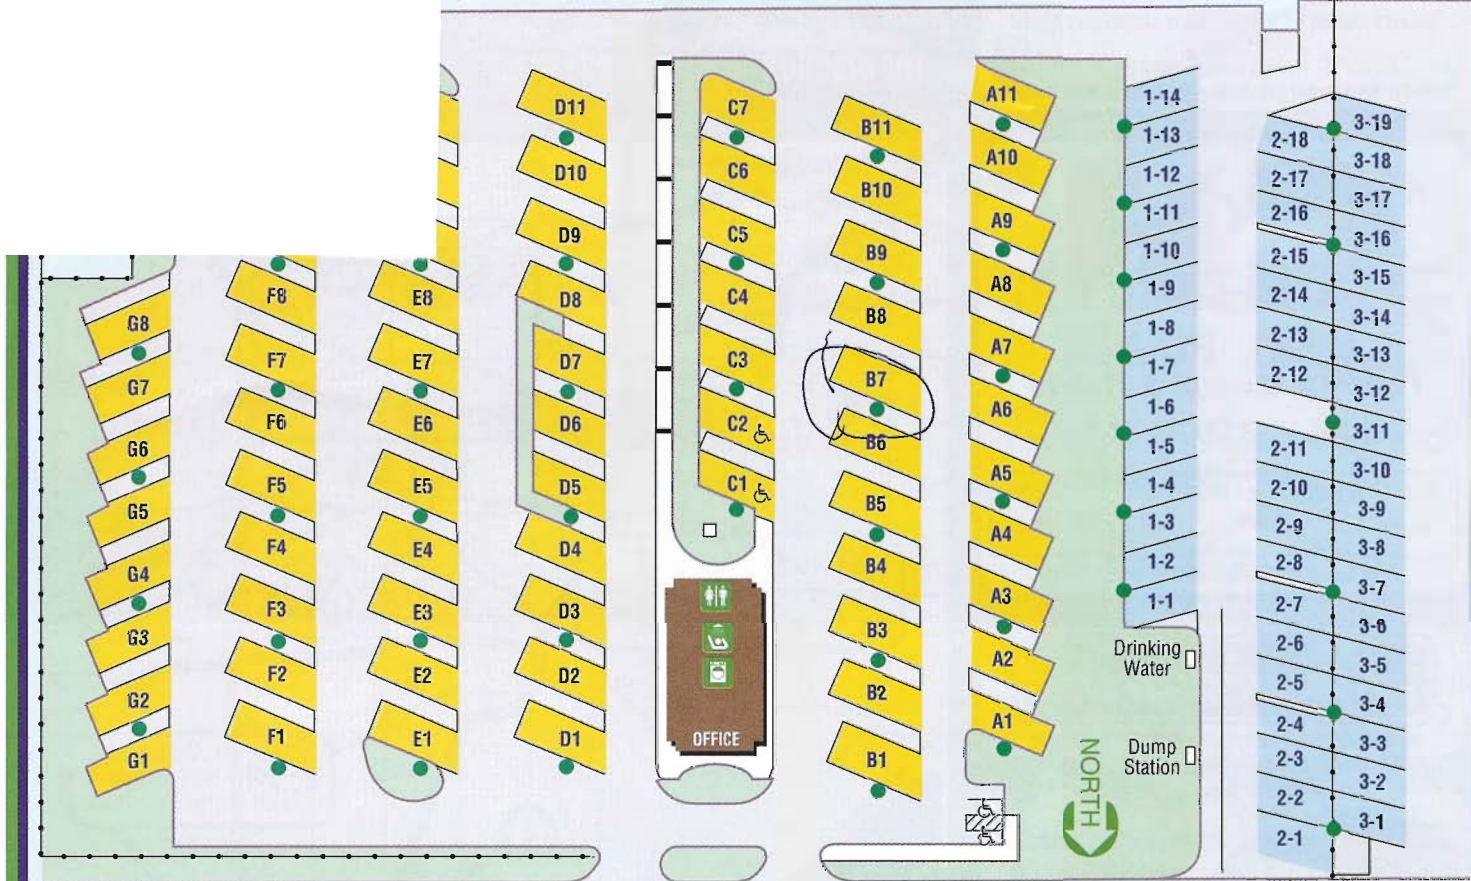 G8
G7
G6
G5
G4
G3
G2
G1
F8
F7
F6
F5
F4
F3
F2
F1
E8
E7
E6
E5
E4
E3
E2
E1
D11
D10
D9
D8
D7
D6
D5
D4
D3
D2
D1
C7
C6
C5
C4
C3
C2
C1
OFFICE
B11
B10
B9
B8
B7
B6
B5
B4
B3
B2
B1
A11
A10
A9
A8
A7
A6
A5
A4
A3
A2
A1
1-14
1-13
1-12
1-11
1-10
1-9
1-8
1-7
1-6
1-5
1-4
1-3
1-2
1-1
Drinking
Water
Dump
Station
NORTH
2-18
2-17
2-16
2-15
2-14
2-13
2-12
2-11
2-10
2-9
2-8
2-7
2-6
2-5
2-4
2-3
2-2
2-1
3-19
3-18
3-17
3-16
3-15
3-14
3-13
3-12
3-11
3-10
3-9
3-8
3-7
3-6
3-5
3-4
3-3
3-2
3-1